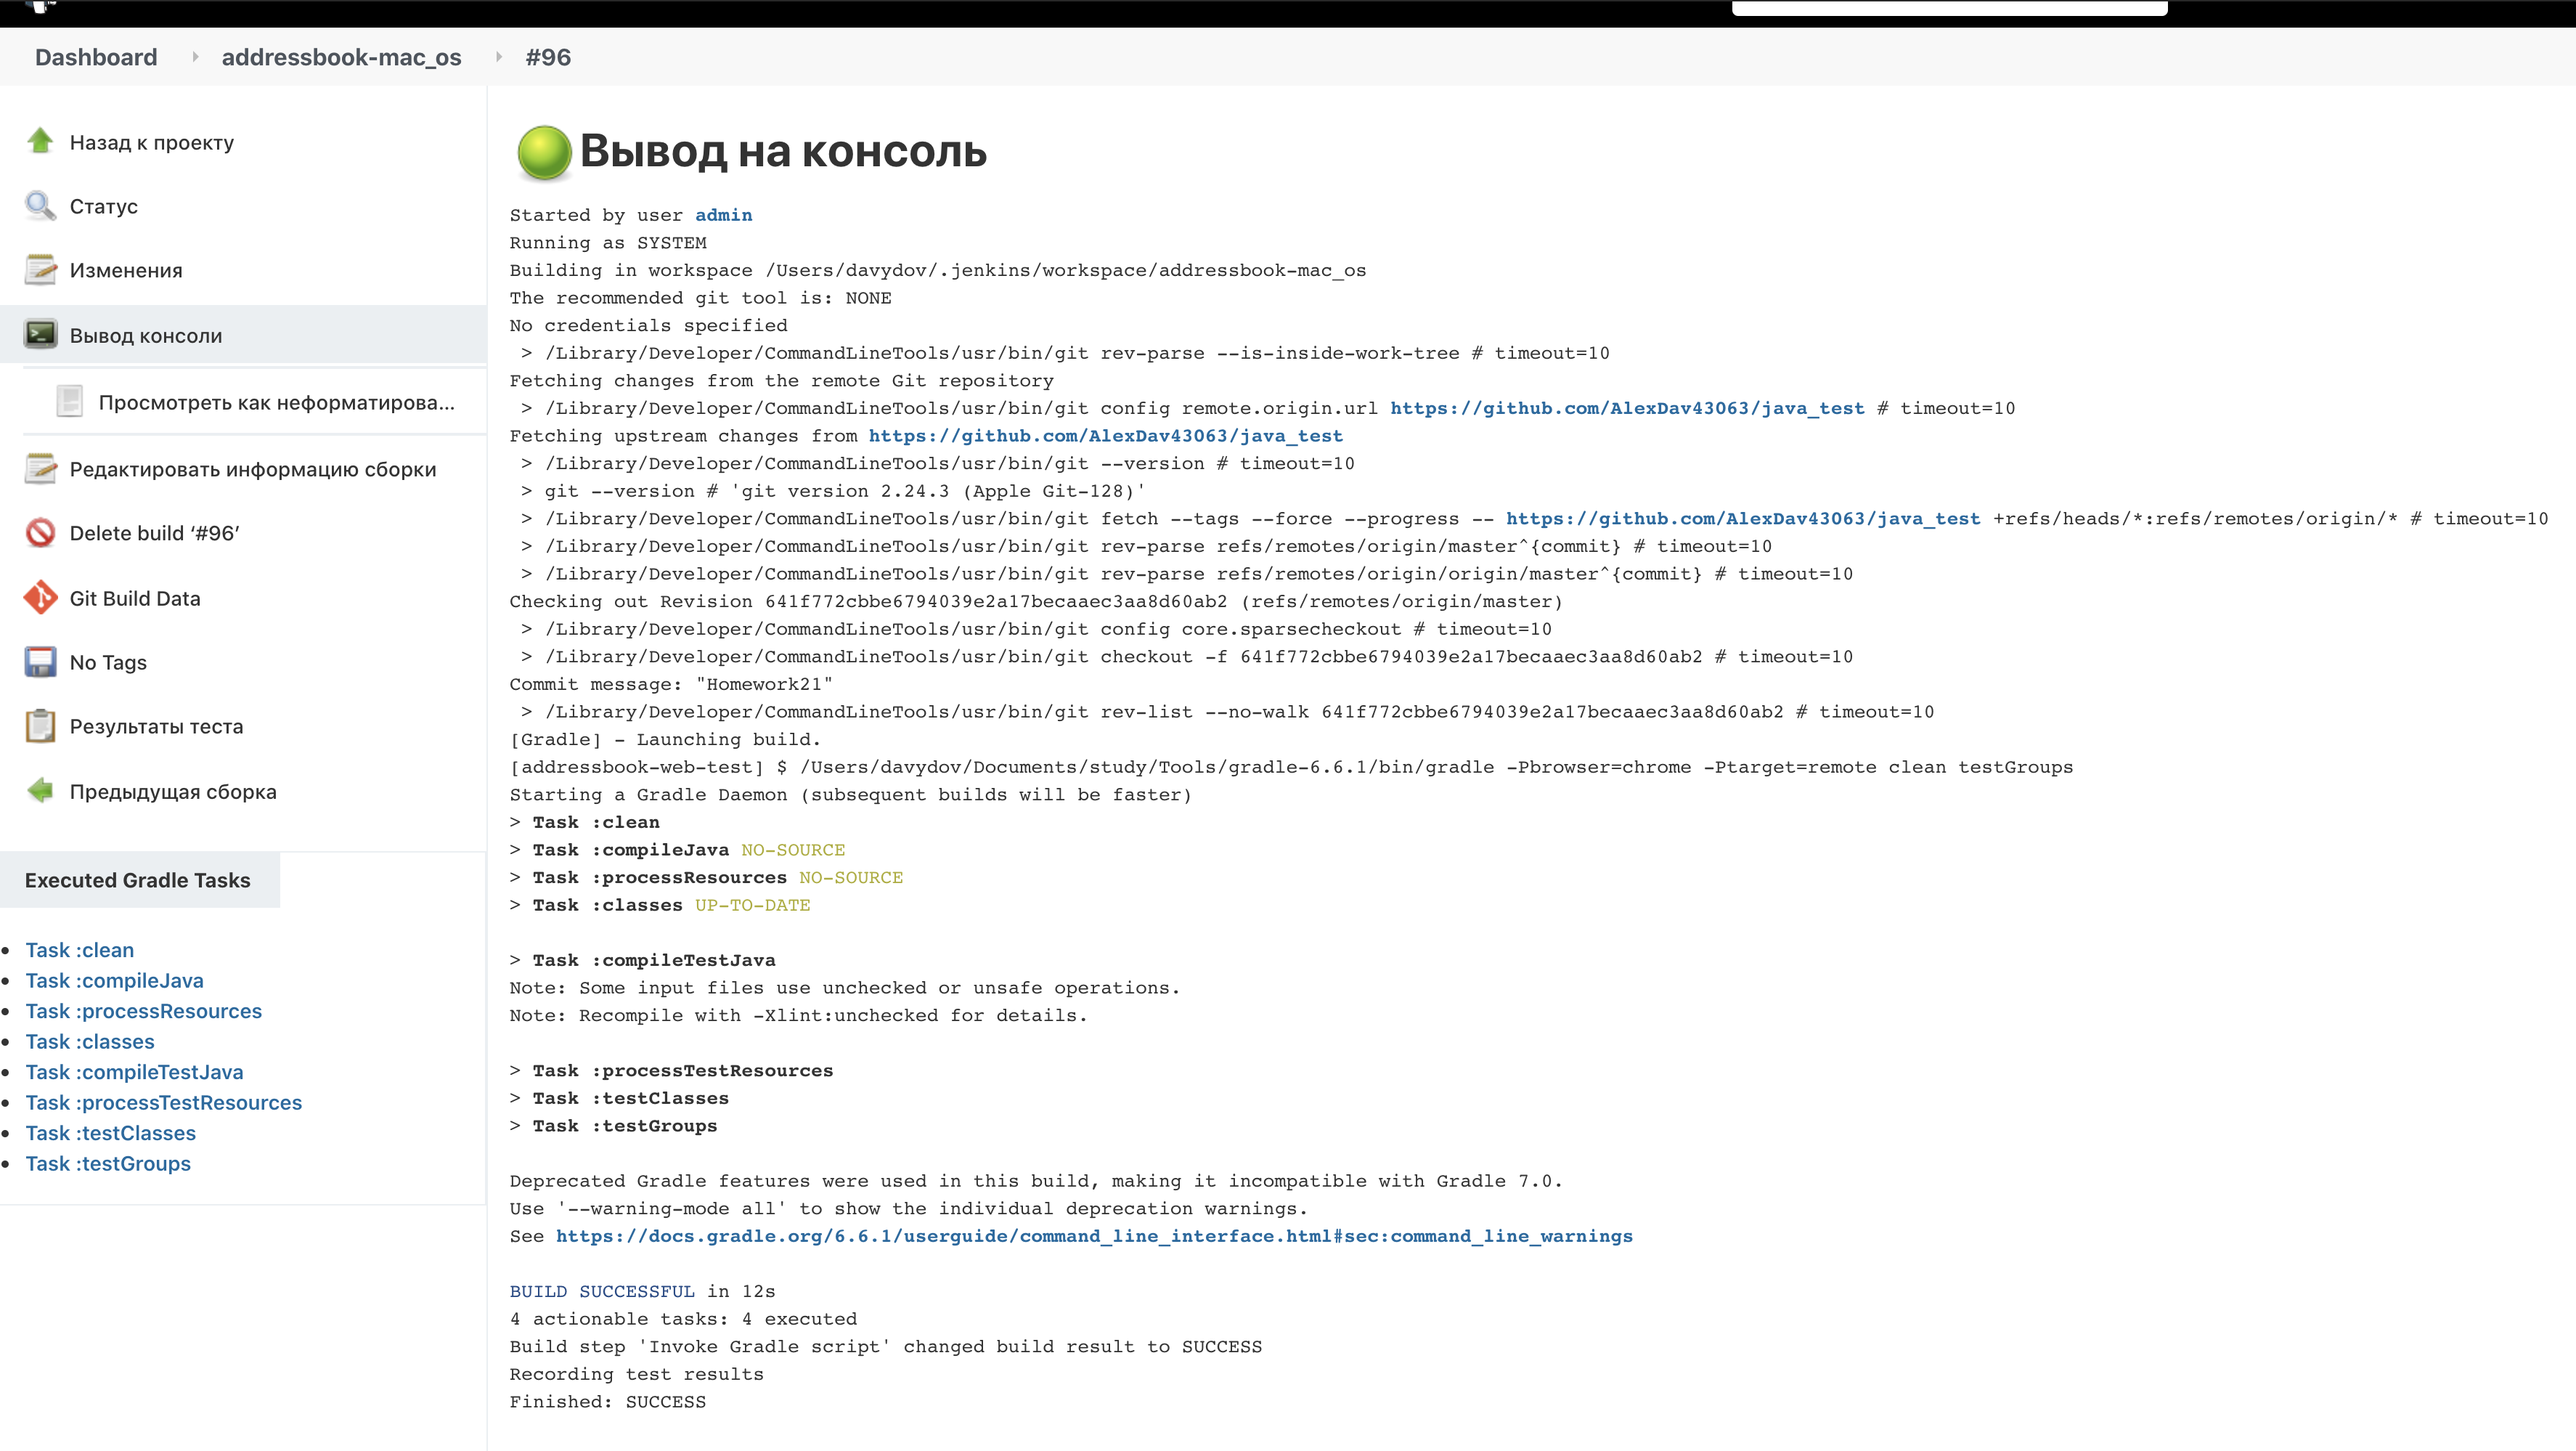 Dashboard addressbook-mac_os #96
Назад к проекту
Статус
Изменения
Вывод консоли
Просмотреть как неформатирова...
Редактировать информацию сборки
Delete build ‘#96’
Git Build Data
No Tags
Результаты теста
Предыдущая сборка
Executed Gradle Tasks
Task :clean
Task :compileJava
Task :processResources
Task :classes
Task :compileTestJava
Task :processTestResources
Task :testClasses
Task :testGroups
Вывод на консоль
Started by user admin
Running as SYSTEM
Building in workspace /Users/davydov/.jenkins/workspace/addressbook-mac_os
The recommended git tool is: NONE
No credentials specified
> /Library/Developer/CommandLineTools/usr/bin/git rev-parse --is-inside-work-tree # timeout=10
Fetching changes from the remote Git repository
> /Library/Developer/CommandLineTools/usr/bin/git config remote.origin.url https://github.com/AlexDav43063/java_test # timeout=10
Fetching upstream changes from https://github.com/AlexDav43063/java_test
> /Library/Developer/CommandLineTools/usr/bin/git --version # timeout=10
> git --version # 'git version 2.24.3 (Apple Git-128)'
> /Library/Developer/CommandLineTools/usr/bin/git fetch --tags --force --progress -- https://github.com/AlexDav43063/java_test +refs/heads/*:refs/remotes/origin/* # timeout=10
> /Library/Developer/CommandLineTools/usr/bin/git rev-parse refs/remotes/origin/master^{commit} # timeout=10
> /Library/Developer/CommandLineTools/usr/bin/git rev-parse refs/remotes/origin/origin/master^{commit} # timeout=10
Checking out Revision 641f772cbbe6794039e2a17becaaec3aa8d60ab2 (refs/remotes/origin/master)
> /Library/Developer/CommandLineTools/usr/bin/git config core.sparsecheckout # timeout=10
> /Library/Developer/CommandLineTools/usr/bin/git checkout -f 641f772cbbe6794039e2a17becaaec3aa8d60ab2 # timeout=10
Commit message: "Homework21"
> /Library/Developer/CommandLineTools/usr/bin/git rev-list --no-walk 641f772cbbe6794039e2a17becaaec3aa8d60ab2 # timeout=10
[Gradle] - Launching build.
[addressbook-web-test] $ /Users/davydov/Documents/study/Tools/gradle-6.6.1/bin/gradle -Pbrowser=chrome -Ptarget=remote clean testGroups
Starting a Gradle Daemon (subsequent builds will be faster)
> Task :clean
> Task :compileJava NO-SOURCE
> Task :processResources NO-SOURCE
> Task :classes UP-TO-DATE
> Task :compileTestJava
Note: Some input files use unchecked or unsafe operations.
Note: Recompile with -Xlint:unchecked for details.
> Task :processTestResources
> Task :testClasses
> Task :testGroups
Deprecated Gradle features were used in this build, making it incompatible with Gradle 7.0.
Use '--warning-mode all' to show the individual deprecation warnings.
See https://docs.gradle.org/6.6.1/userguide/command_line_interface.html#sec:command_line_warnings
BUILD SUCCESSFUL in 12s
4 actionable tasks: 4 executed
Build step 'Invoke Gradle script' changed build result to SUCCESS
Recording test results
Finished: SUCCESS